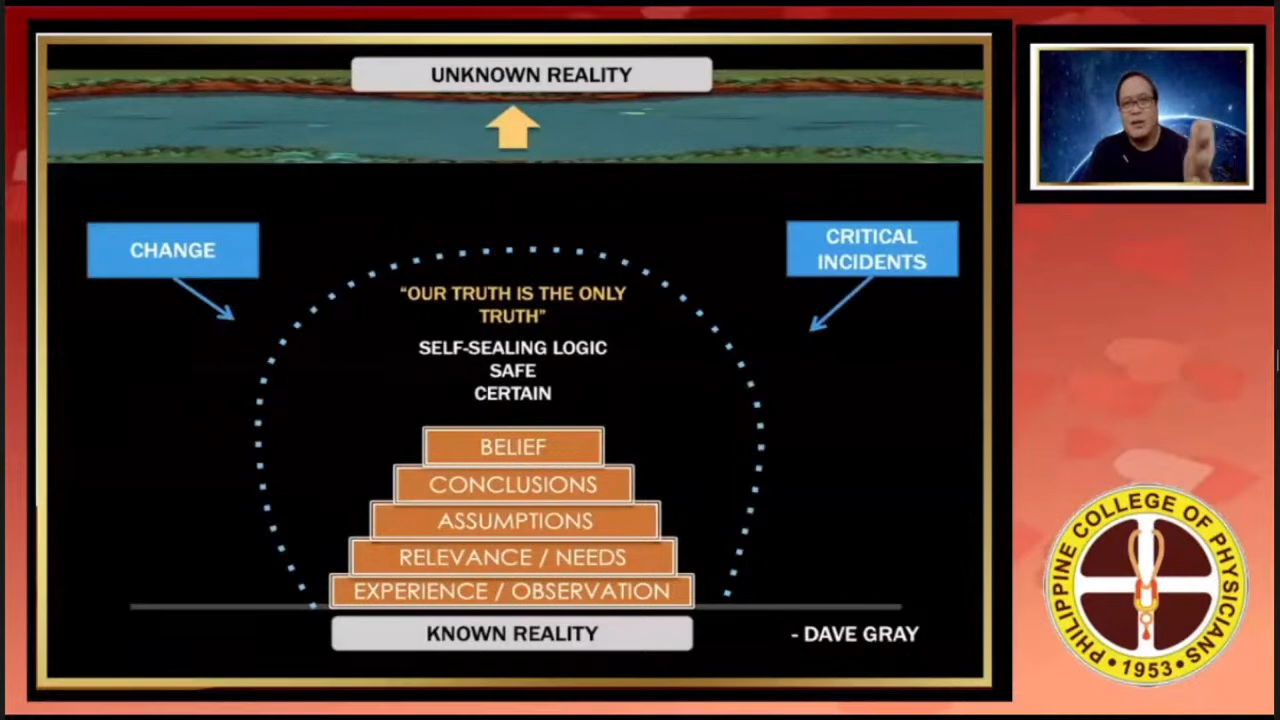 UNKNOWN REALITY
CHANGE
CRITICAL
INCIDENTS
“OUR TRUTH IS THE ONLY
TRUTH”
SELF-SEALING LOGIC
SAFE
CERTAIN
BELIEF
CONCLUSIONS
ASSUMPTIONS
RELEVANCE / NEEDS
EXPERIENCE / OBSERVATION
KNOWN REALITY
- DAVE GRAY
PHILIPPINE COLLEGE OF PHYSICIANS
• 1953 •